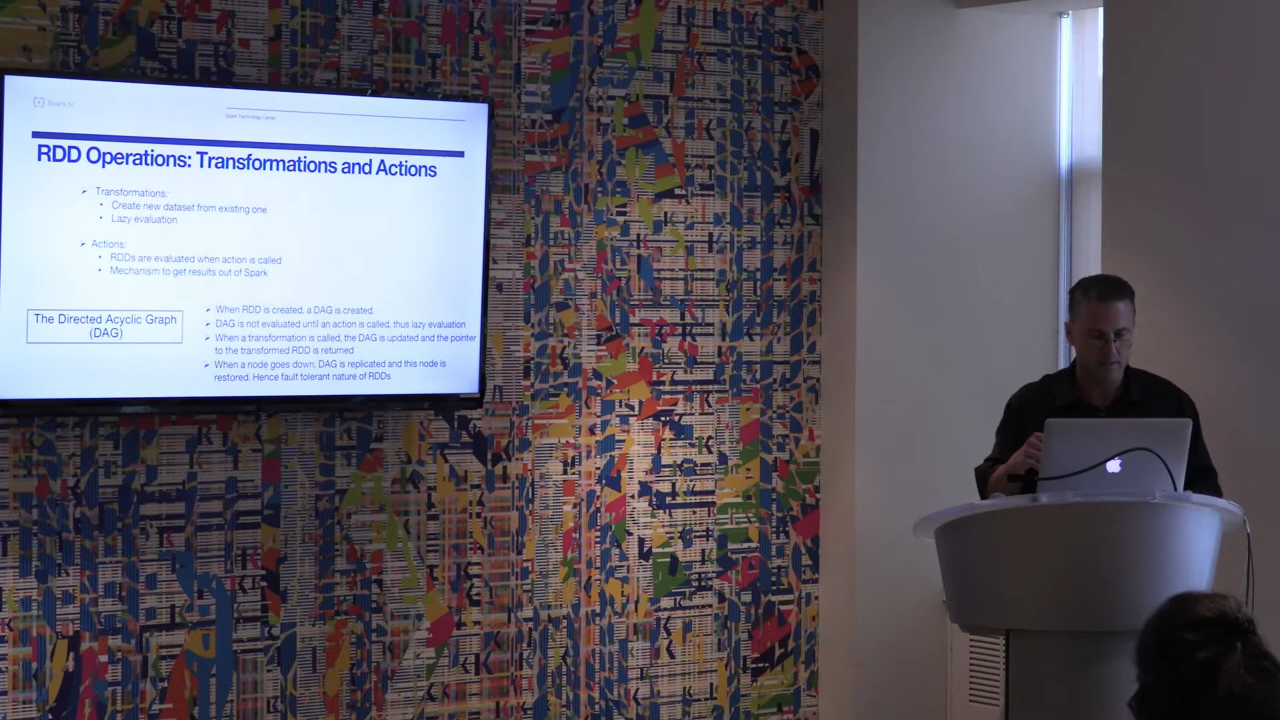 Spark.tc
Spark Technology Center
RDD Operations: Transformations and Actions
➢ Transformations:
• Create new dataset from existing one
• Lazy evaluation
➢ Actions:
• RDDs are evaluated when action is called
• Mechanism to get results out of Spark
The Directed Acyclic Graph
(DAG)
➢ When RDD is created, a DAG is created.
➢ DAG is not evaluated until an action is called, thus lazy evaluation
➢ When a transformation is called, the DAG is updated and the pointer
to the transformed RDD is returned
➢ When a node goes down, DAG is replicated and this node is
restored. Hence fault tolerant nature of RDDs